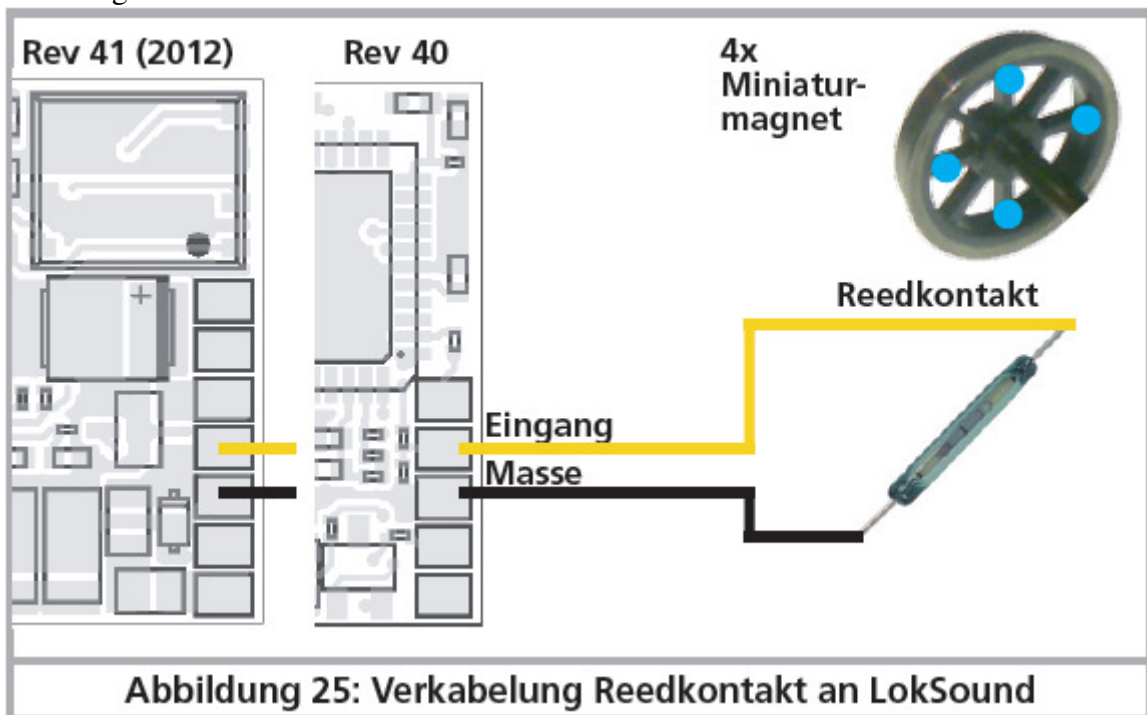 Rev 41 (2012)
Rev 40
4x
Miniatur-
magnet
Reedkontakt
+
Eingang
Masse
Abbildung 25: Verkabelung Reedkontakt an LokSound